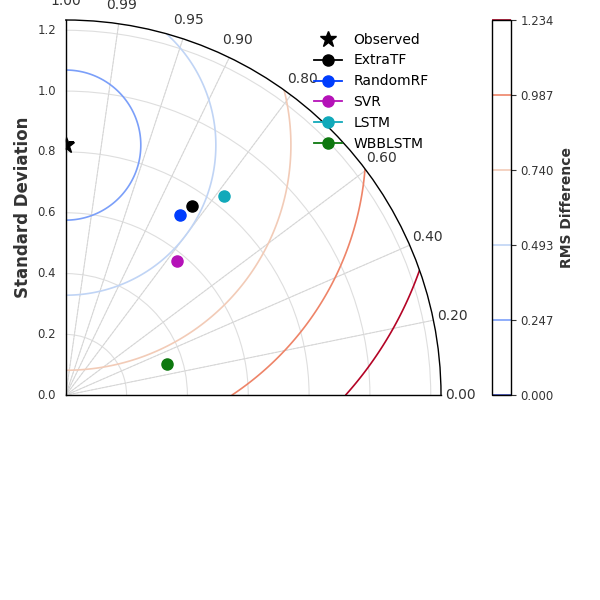 1.00
0.99
0.95
0.90
0.80
0.60
0.40
0.20
0.00
Standard Deviation
1.2
1.0
0.8
0.6
0.4
0.2
0.0
Observed
ExtraTF
RandomRF
SVR
LSTM
WBBLSTM
1.234
0.987
0.740
0.493
0.247
0.000
RMS Difference